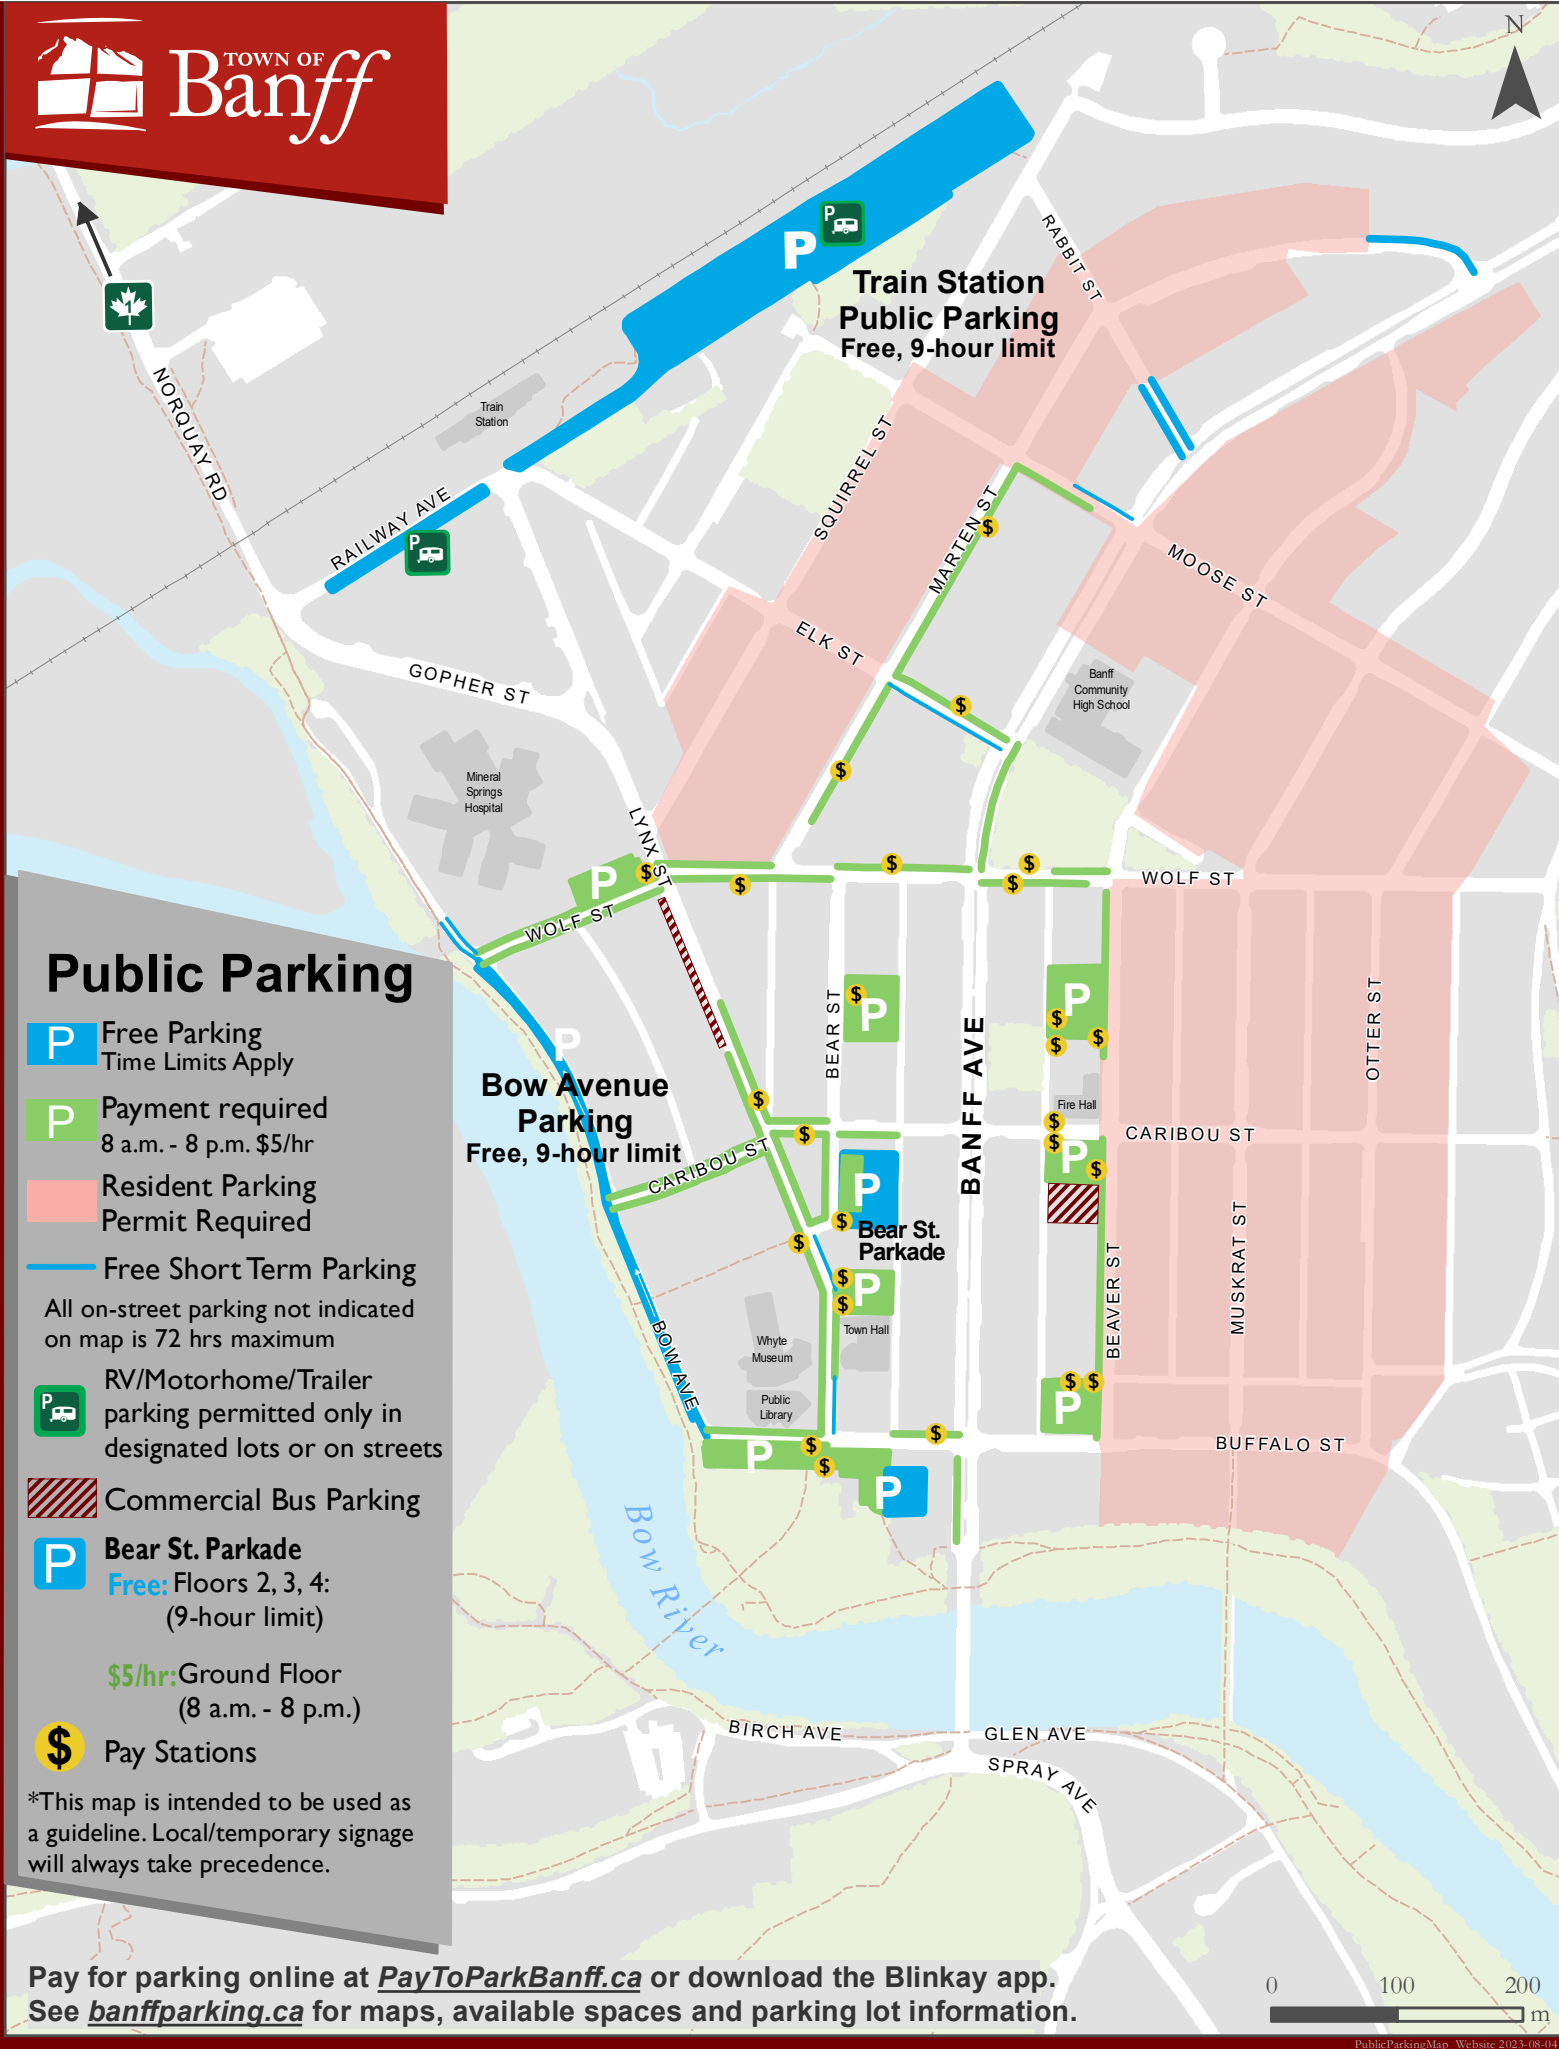 TOWN OF
Banff
N
1
P
P
Train Station
Public Parking
Free, 9-hour limit
RABBIT ST
NORQUAY RD
Train
Station
RAILWAY AVE
P
SQUIRREL ST
MARTEN ST
$
MOOSE ST
ELK ST
GOPHER ST
Banff
Community
High School
$
$
Mineral
Springs
Hospital
LYNX ST
P
$
$
$
$
$
WOLF ST
WOLF ST
Public Parking
P
Free Parking
Time Limits Apply
P
Payment required
8 a.m. - 8 p.m. $5/hr
Resident Parking
Permit Required
Free Short Term Parking
All on-street parking not indicated
on map is 72 hrs maximum
P
RV/Motorhome/Trailer
parking permitted only in
designated lots or on streets
Commercial Bus Parking
P
Bear St. Parkade
Free: Floors 2, 3, 4:
(9-hour limit)
$5/hr: Ground Floor
(8 a.m. - 8 p.m.)
$
Pay Stations
*This map is intended to be used as
a guideline. Local/temporary signage
will always take precedence.
P
Bow Avenue
Parking
Free, 9-hour limit
BEAR ST
$
P
BANFF AVE
P
$
$
$
OTTER ST
Fire Hall
$
$
$
$
P
$
CARIBOU ST
CARIBOU ST
P
$
Bear St.
Parkade
$
$
P
$
Town Hall
BEAVER ST
MUSKRAT ST
BOW AVE
Whyte
Museum
Public
Library
$
$
P
$
P
$
$
P
BUFFALO ST
Bow River
BIRCH AVE
GLEN AVE
SPRAY AVE
Pay for parking online at PayToParkBanff.ca or download the Blinkay app.
See banffparking.ca for maps, available spaces and parking lot information.
0 100 200
m
PublicParkingMap_Website 2023-08-04